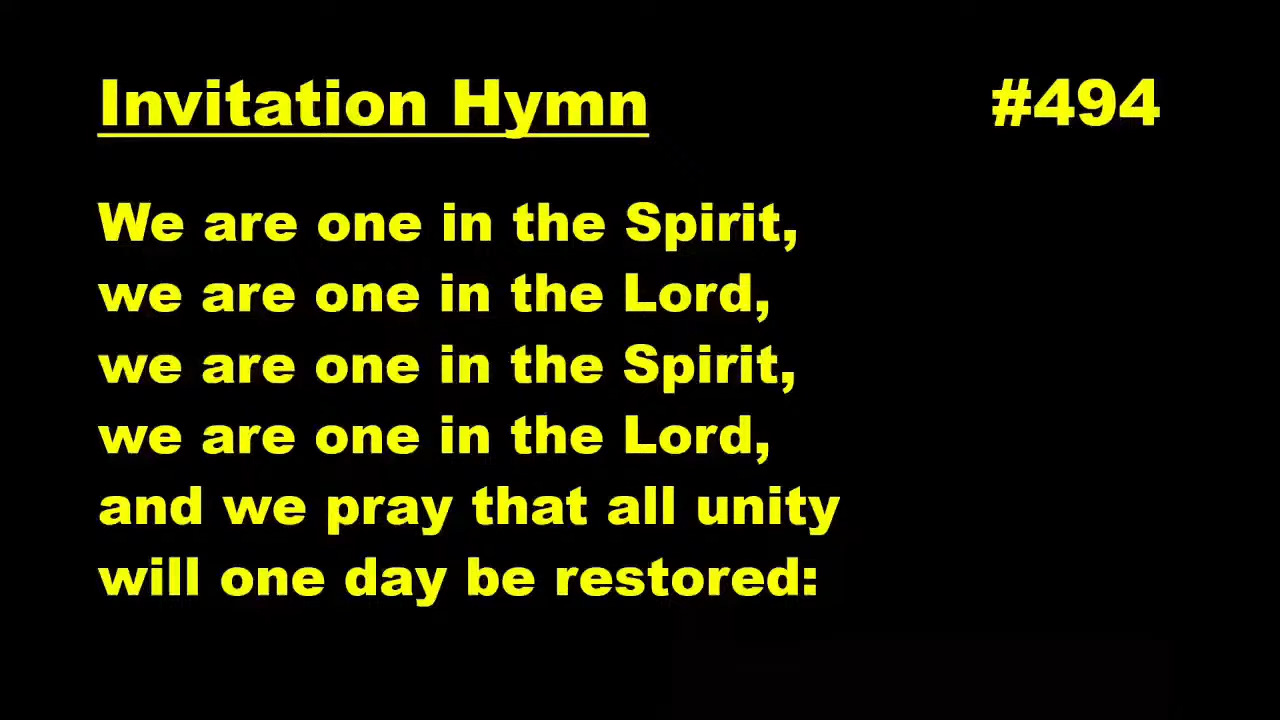 Invitation Hymn #494
We are one in the Spirit,
we are one in the Lord,
we are one in the Spirit,
we are one in the Lord,
and we pray that all unity
will one day be restored: